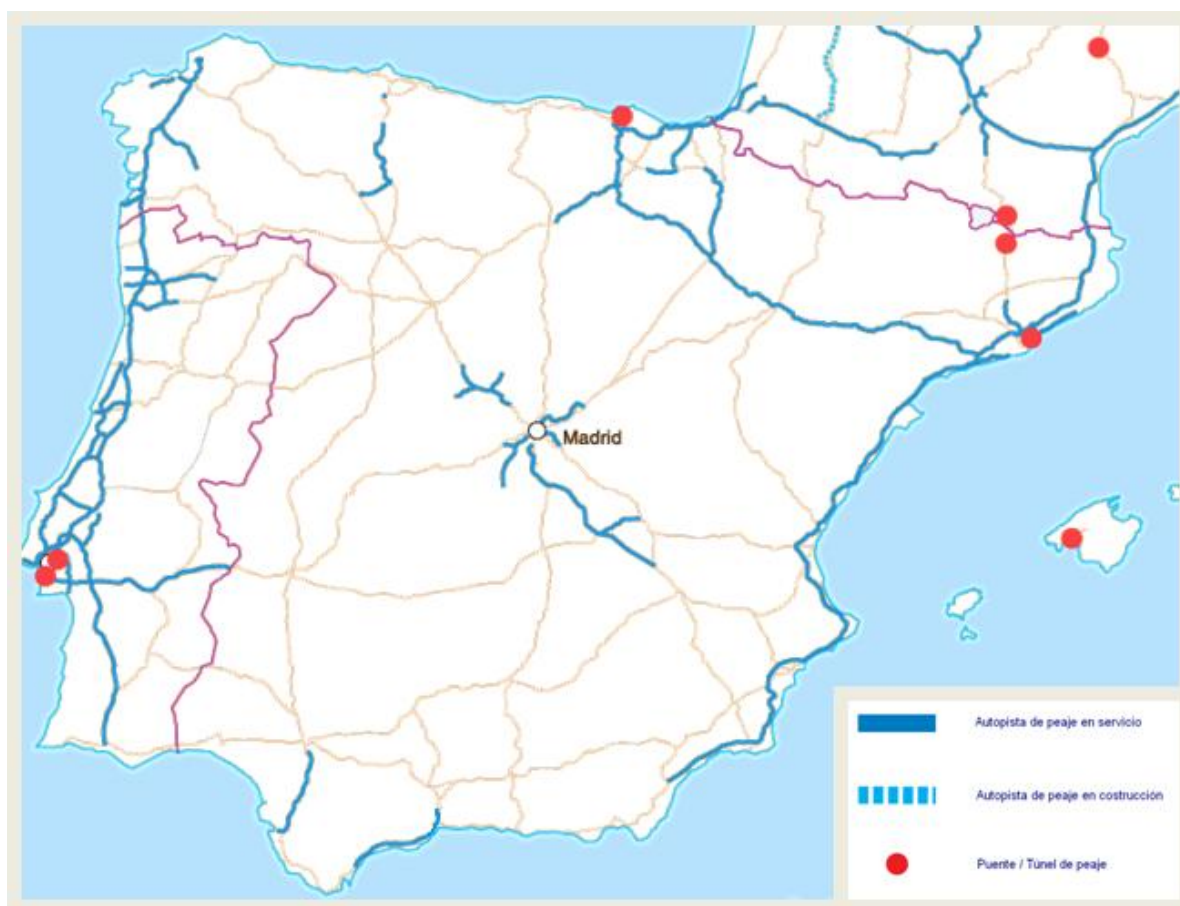 Madrid
Autopista de peaje en servicio
Autopista de peaje en costrucción
Puente / Túnel de peaje